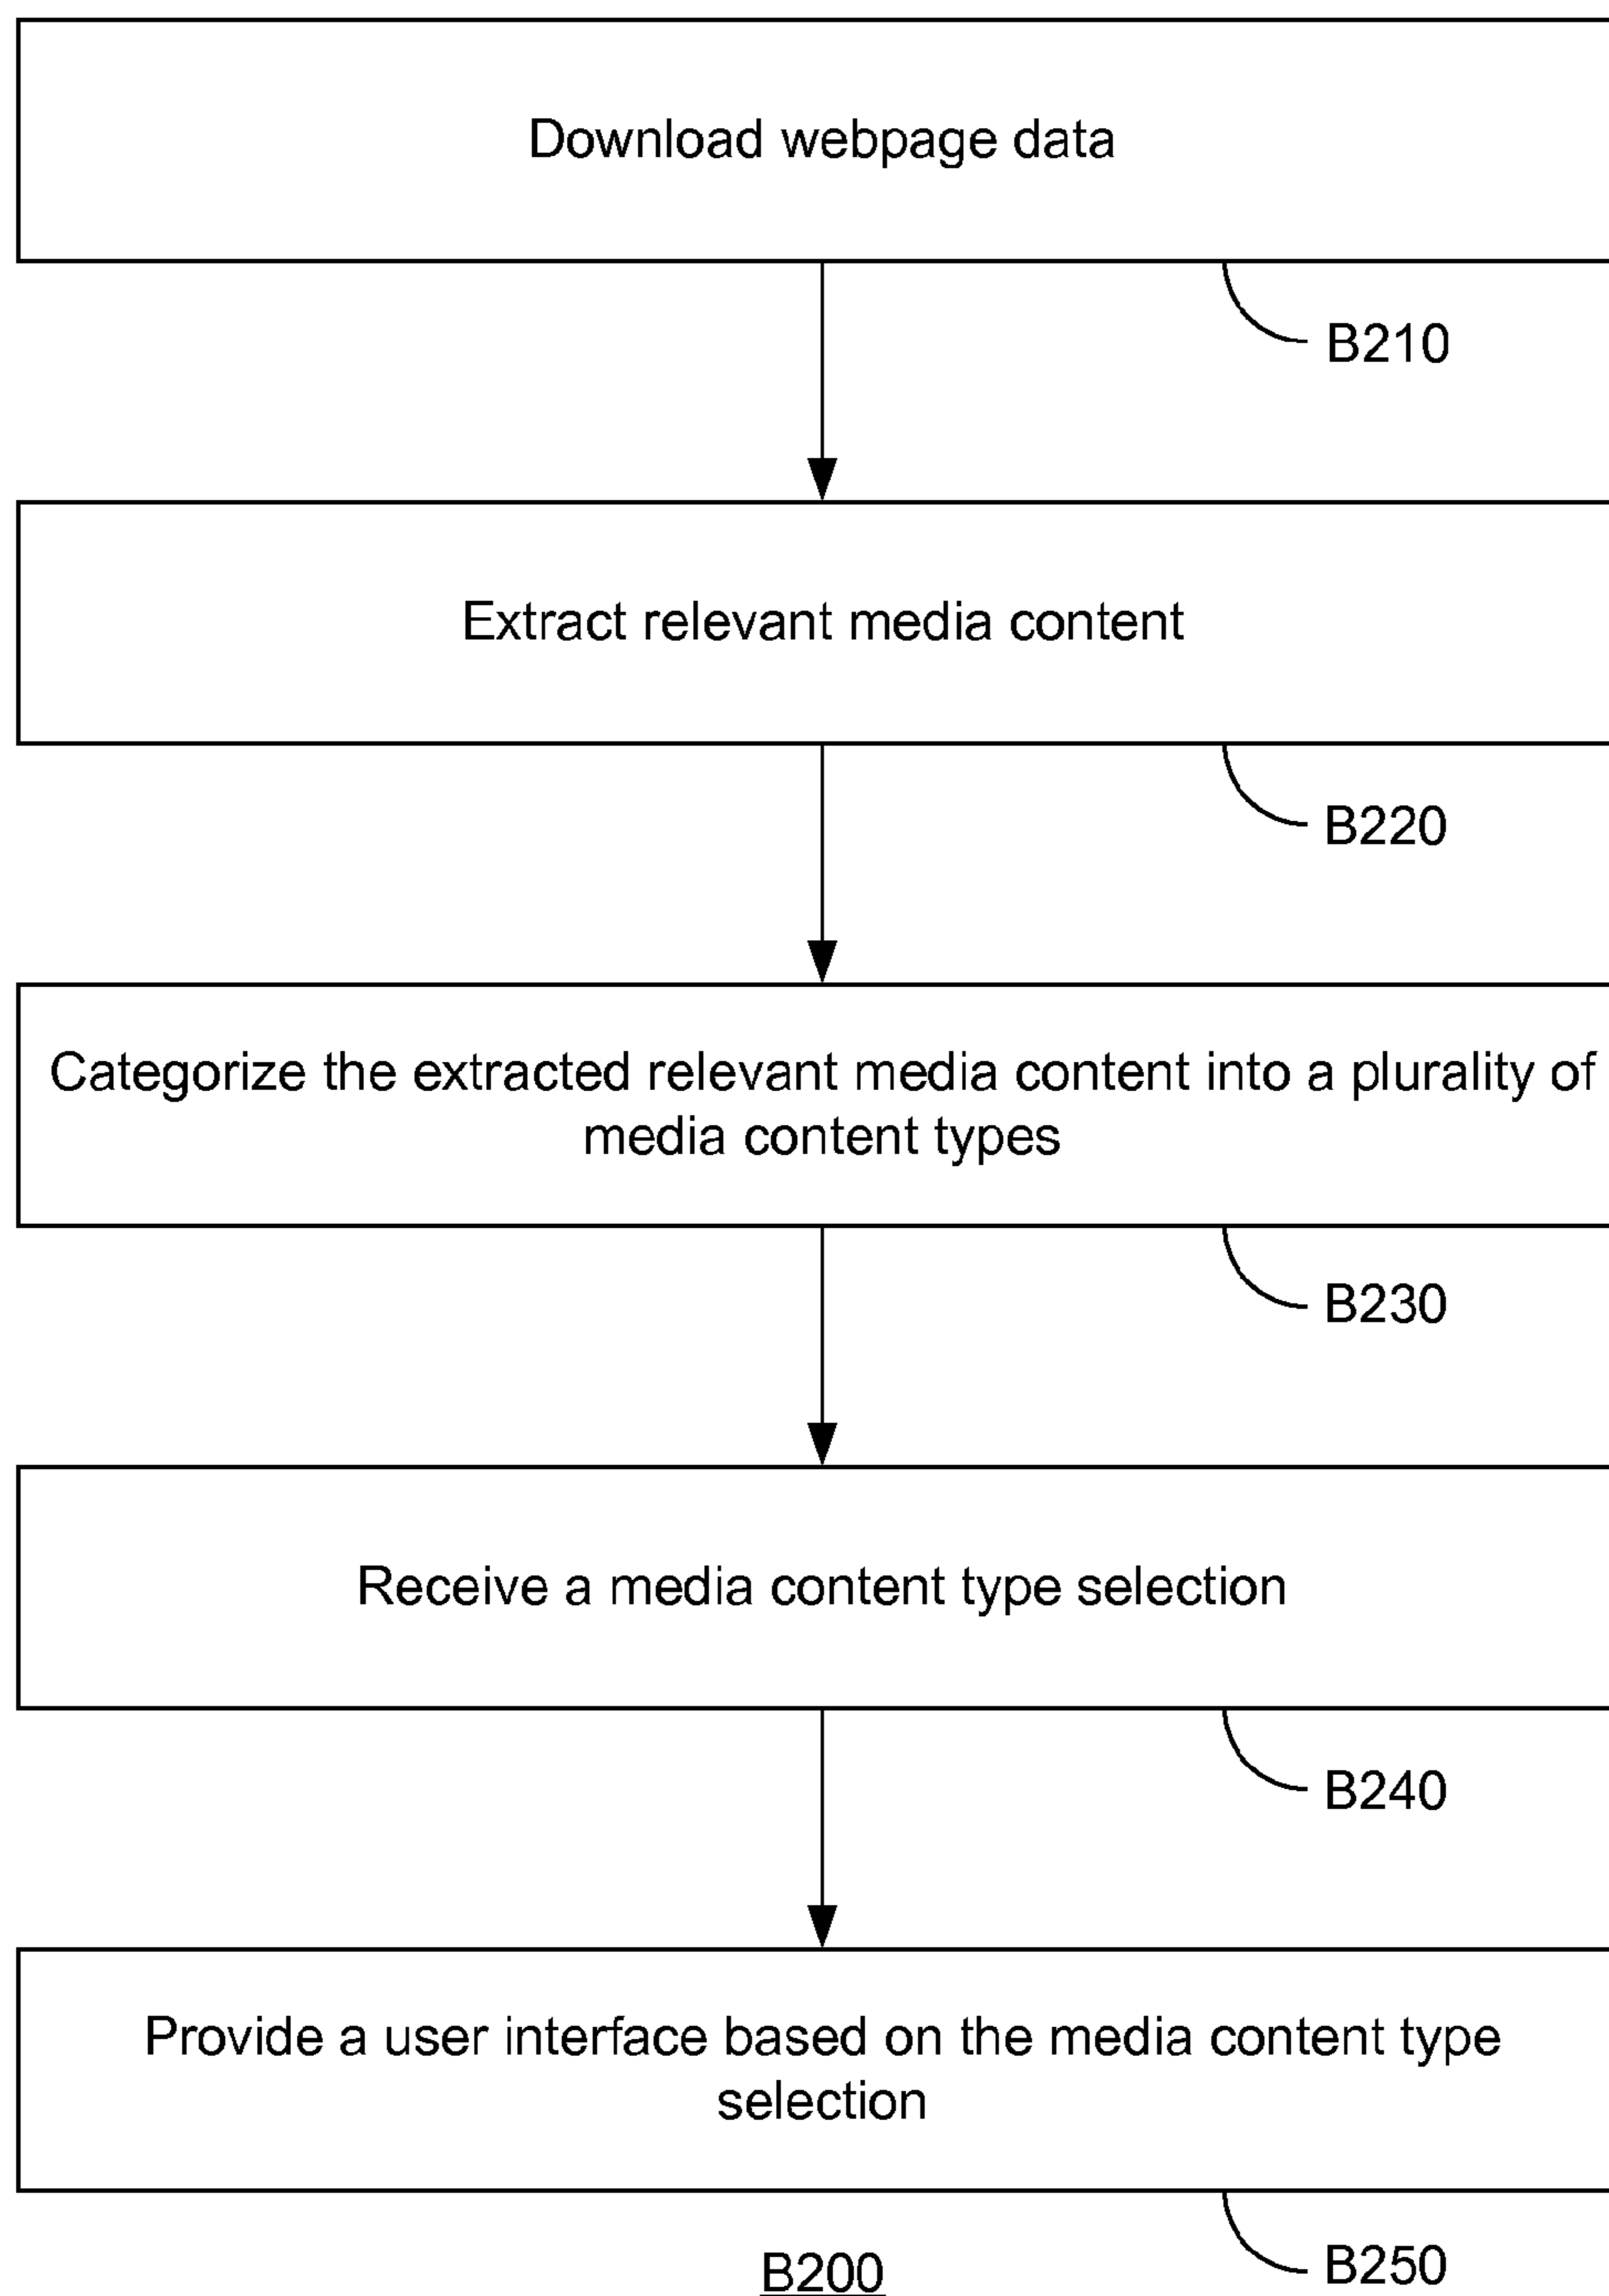 Download webpage data
B210
Extract relevant media content
B220
Categorize the extracted relevant media content into a plurality of
media content types
B230
Receive a media content type selection
B240
Provide a user interface based on the media content type
selection
B250
B200